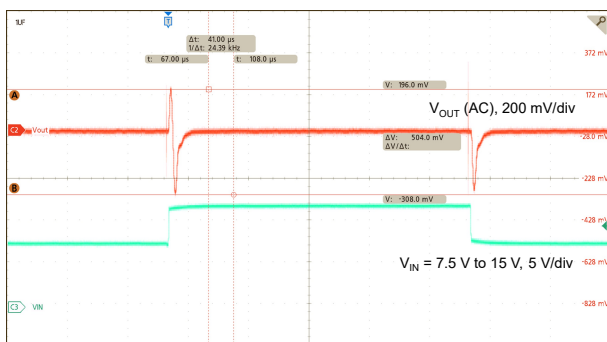 1UF
T
Δt: 41.00 µs
1/Δt: 24.39 kHz
t: 67.00 µs
t: 108.0 µs
372 mV
A
V: 196.0 mV
172 mV
VOUT (AC), 200 mV/div
C2 Vout
ΔV: 504.0 mV
ΔV/Δt:
-28.0 mV
-228 mV
B
V: -308.0 mV
-428 mV
VIN = 7.5 V to 15 V, 5 V/div
-628 mV
C3 VIN
-828 mV